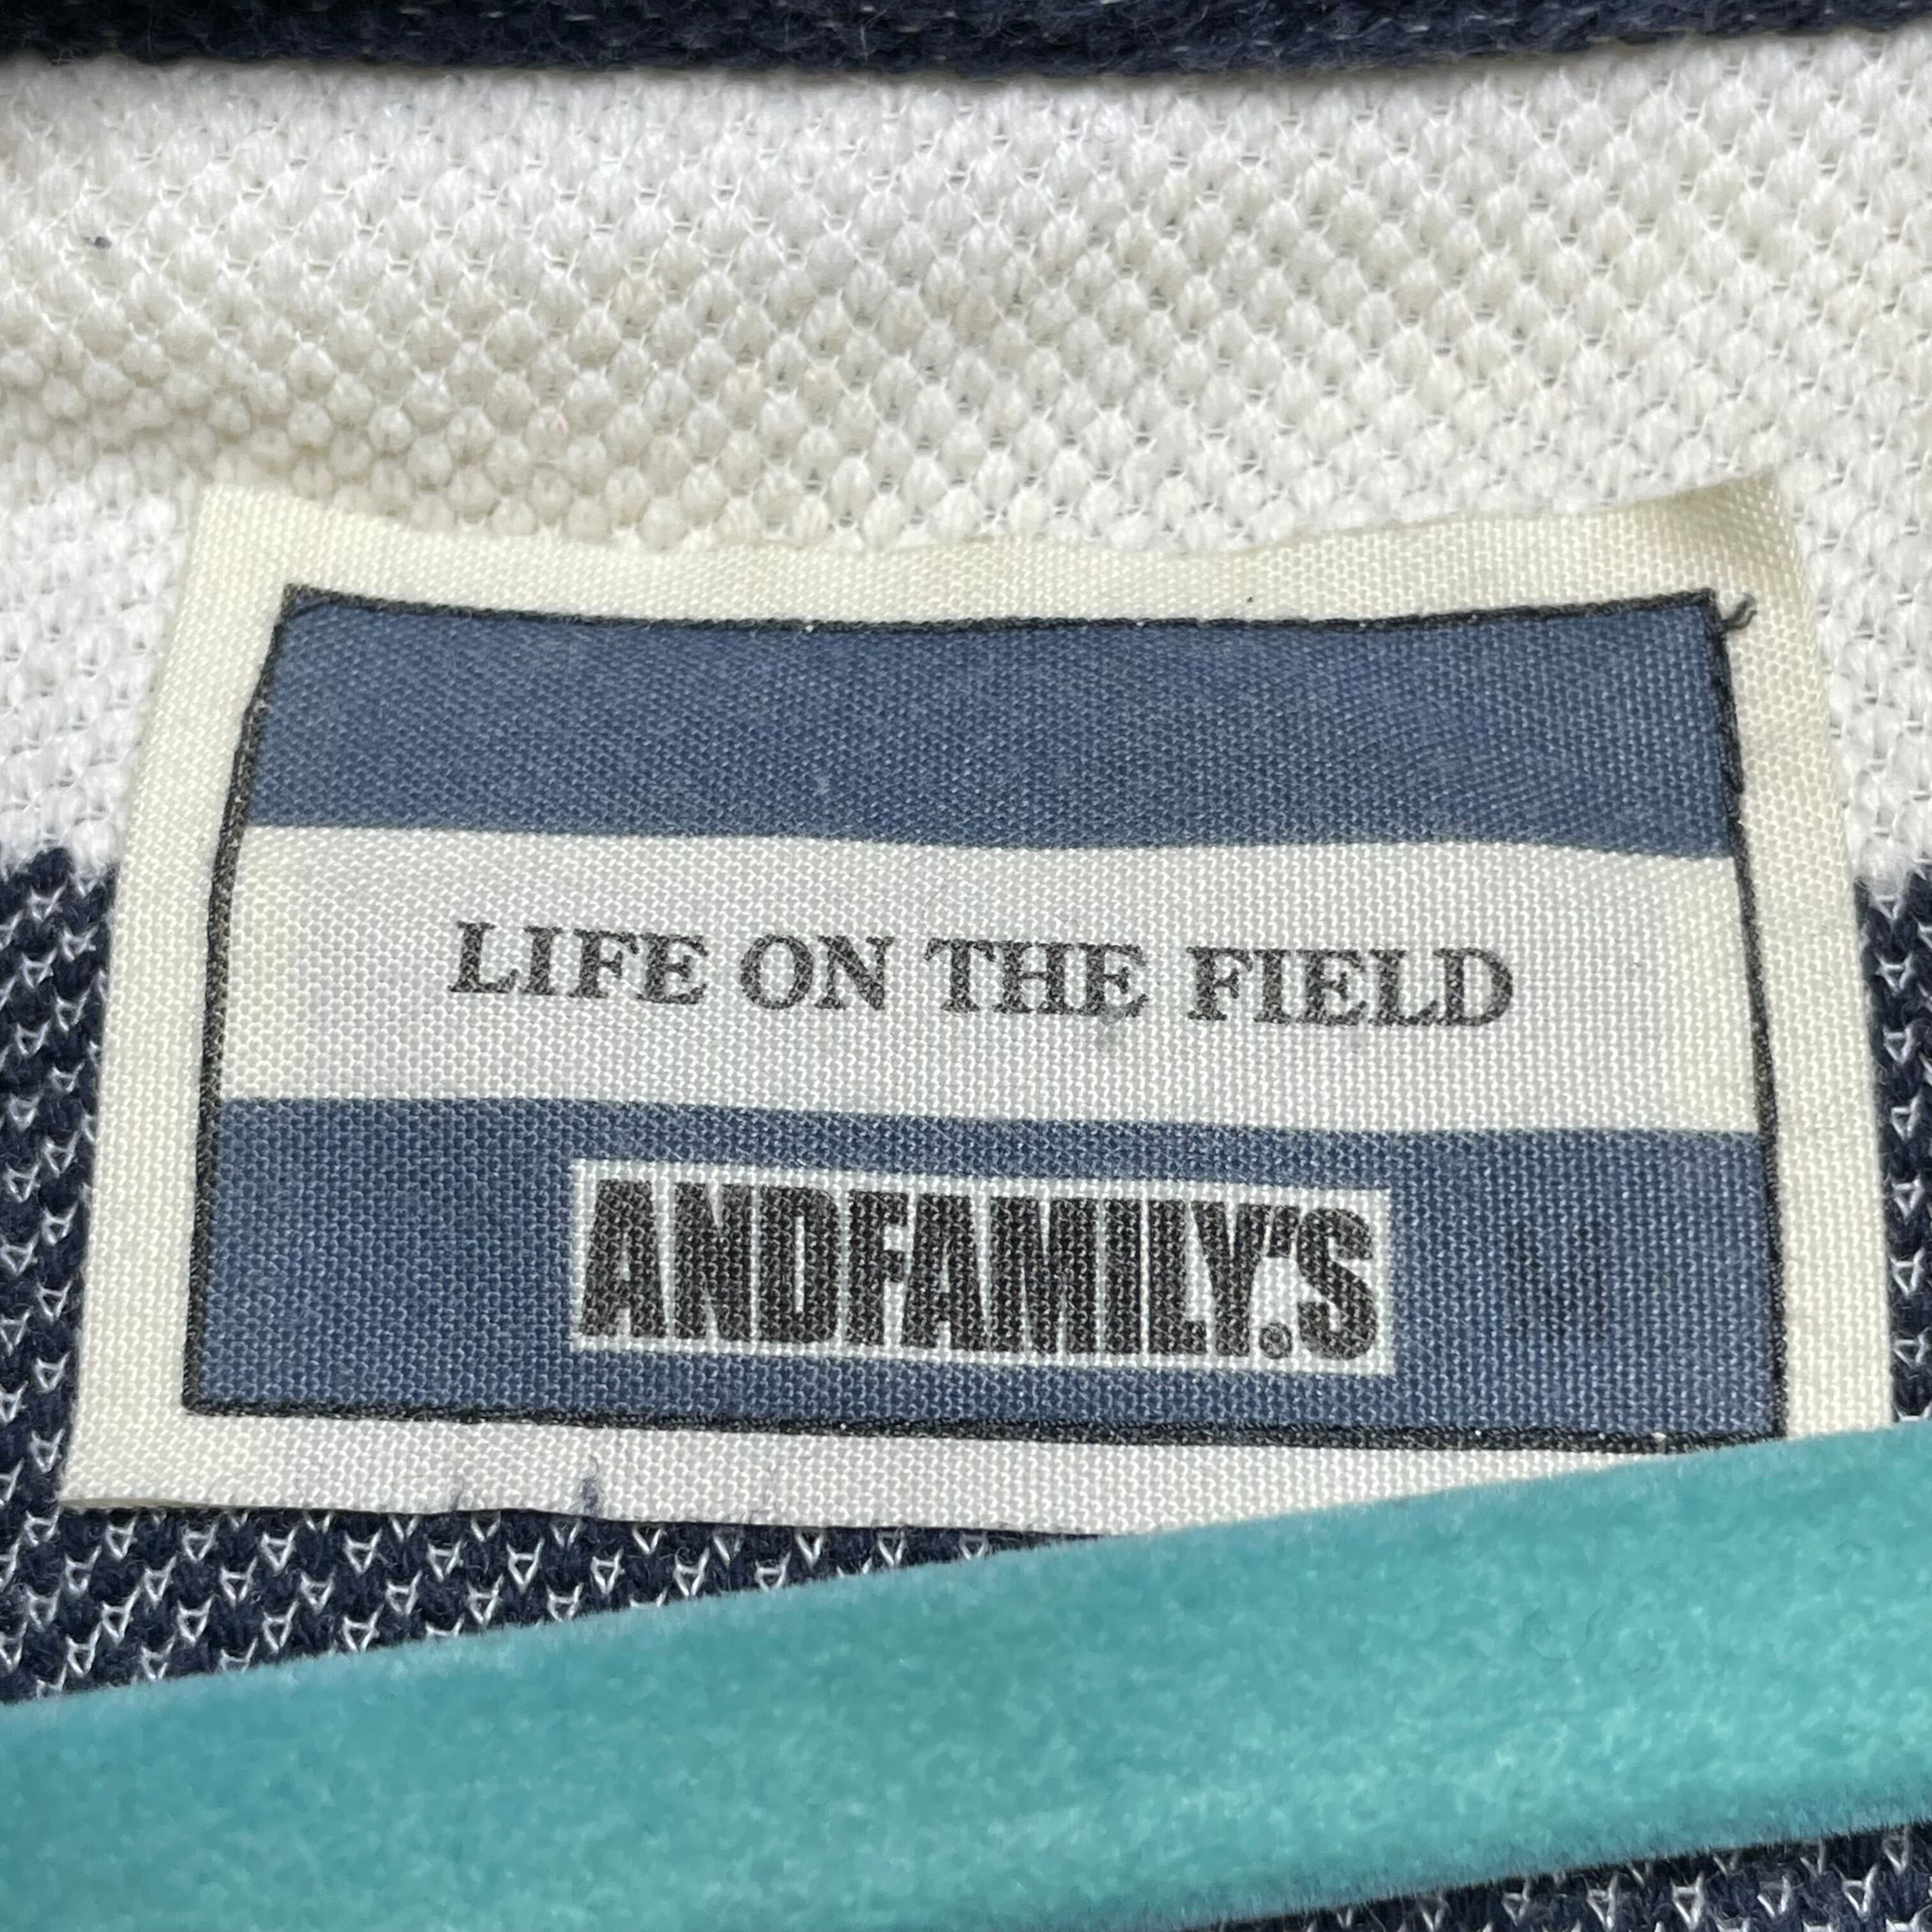 LIFE ON THE FIELD
ANDFAMILY.'S